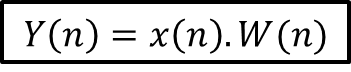 Y(n) = x(n).W(n)